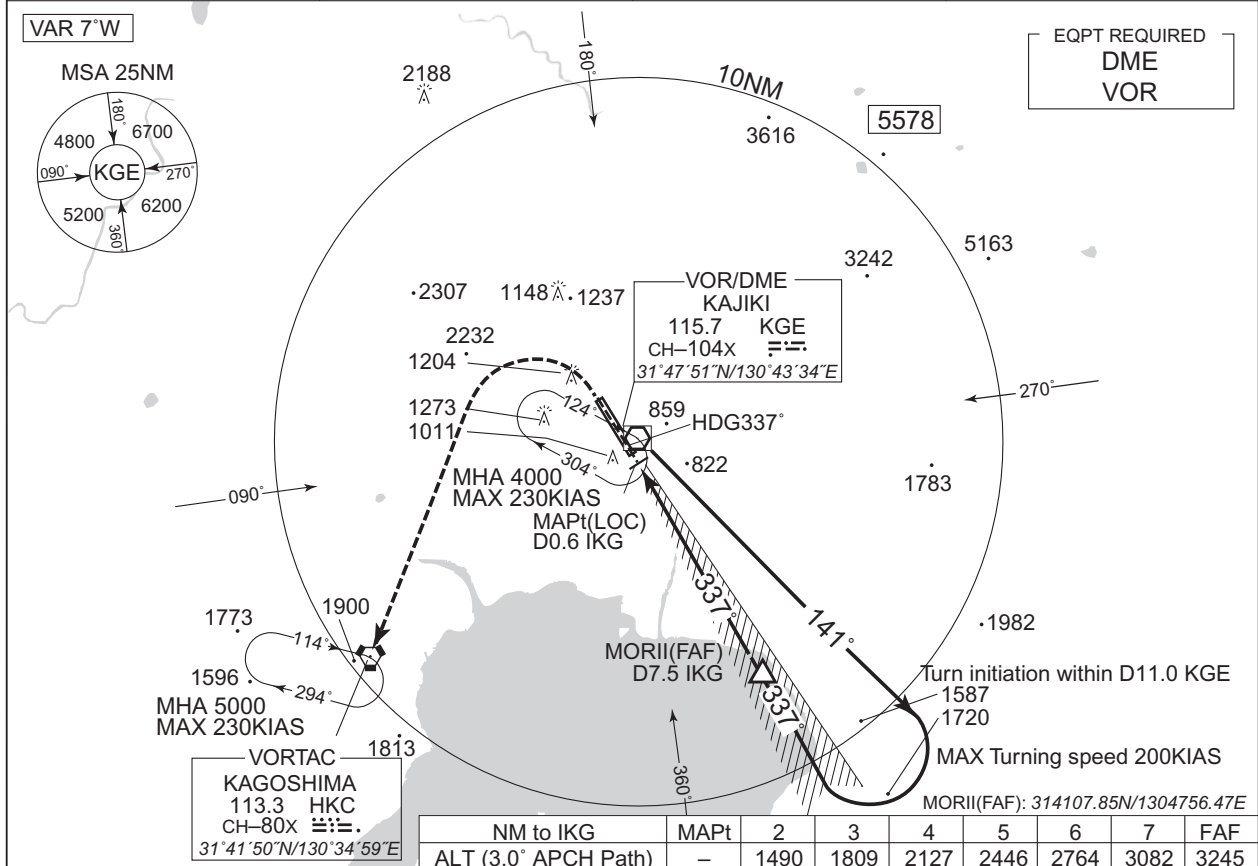 VAR 7°W
MSA 25NM
180°
4800
6700
090°
KGE
270°
5200
6200
360°
2188
180°
10NM
3616
5578
EQPT REQUIRED
DME
VOR
5163
3242
VOR/DME
KAJIKI
115.7 KGE
CH–104X
31°47´51˝N/130°43´34˝E
2307
1148
1237
2232
1204
1273
1011
124°
304°
859
HDG337°
822
270°
1783
090°
MHA 4000
MAX 230KIAS
MAPt(LOC)
D0.6 IKG
337°
141°
1982
1773
1900
114°
1596
294°
MHA 5000
MAX 230KIAS
MORII(FAF)
D7.5 IKG
337°
Turn initiation within D11.0 KGE
1587
1720
MAX Turning speed 200KIAS
1813
VORTAC
KAGOSHIMA
113.3 HKC
CH–80X
31°41´50˝N/130°34´59˝E
360°
MORII(FAF): 314107.85N/1304756.47E
NM to IKG MAPt 2 3 4 5 6 7 FAF
ALT (3.0° APCH Path) – 1490 1809 2127 2446 2764 3082 3245